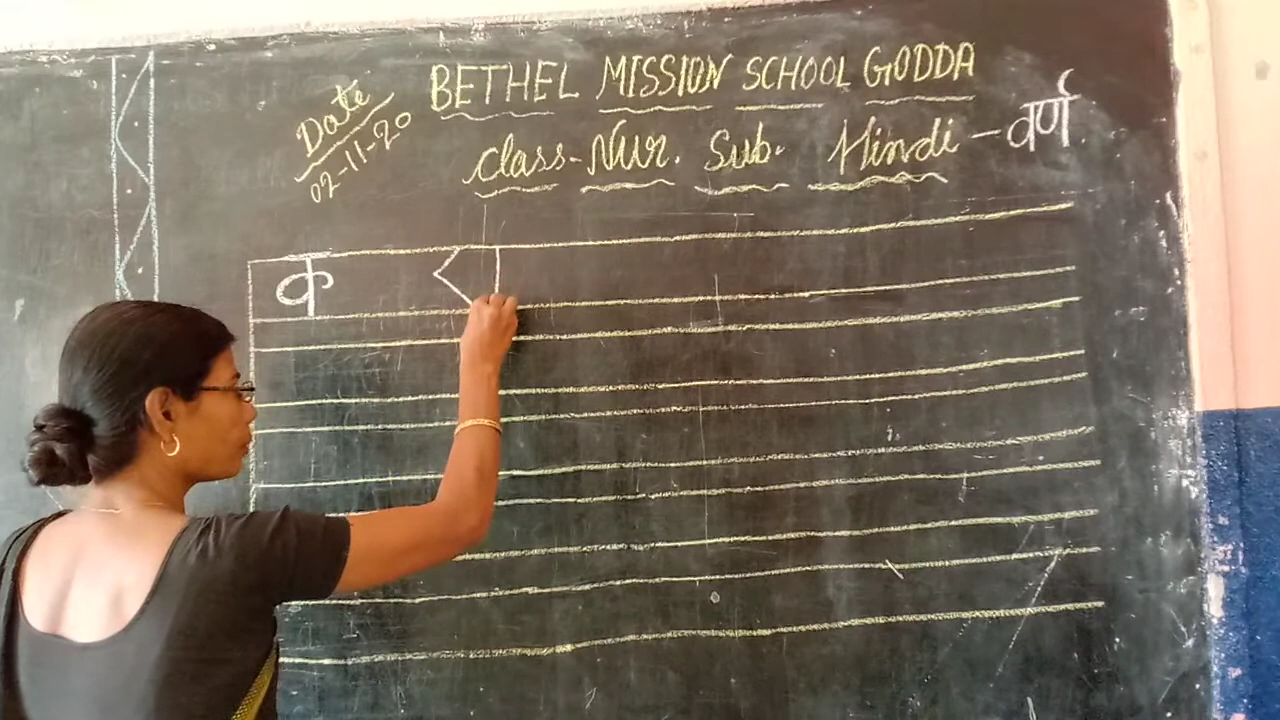 BETHEL MISSION SCHOOL GODDA
Date
02-11-20
Class-Nur. Sub. Hindi - वर्ण
क